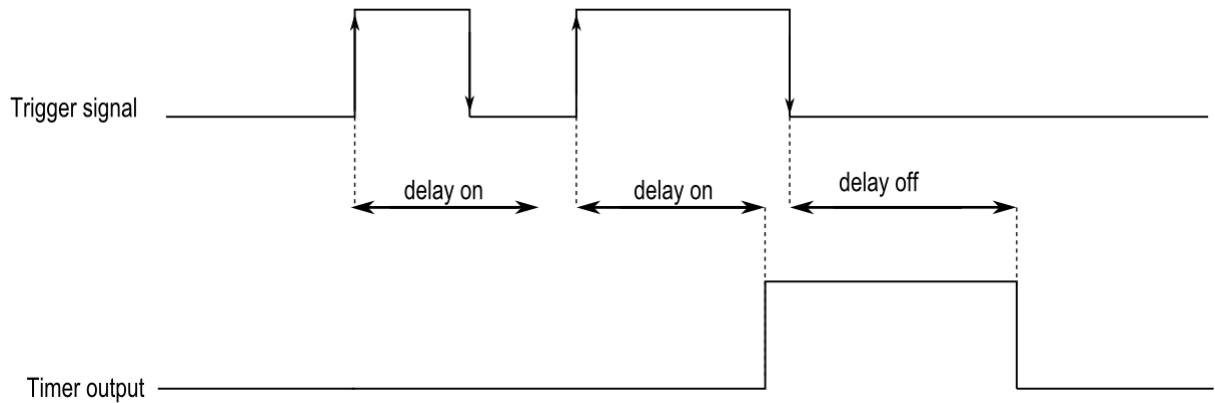 Trigger signal
delay on
delay on
delay off
Timer output